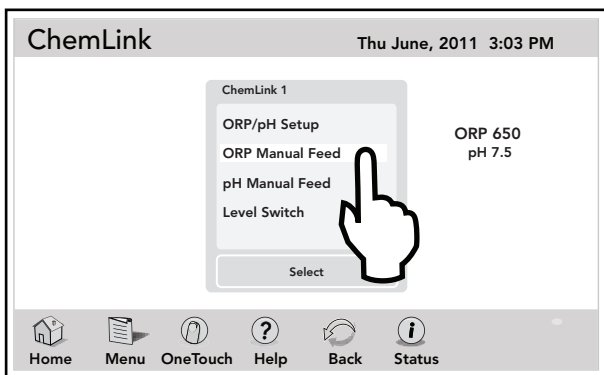 ChemLink
Thu June, 2011 3:03 PM
ChemLink 1
ORP/pH Setup
ORP Manual Feed
pH Manual Feed
Level Switch
Select
ORP 650
pH 7.5
?
i
Home Menu OneTouch Help Back Status